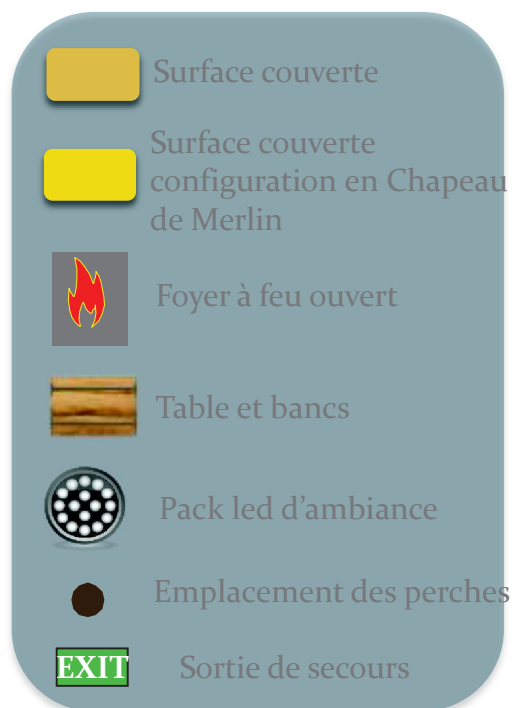 Surface couverte
Surface couverte
configuration en Chapeau
de Merlin
Foyer à feu ouvert
Table et bancs
Pack led d’ambiance
Emplacement des perches
EXIT Sortie de secours